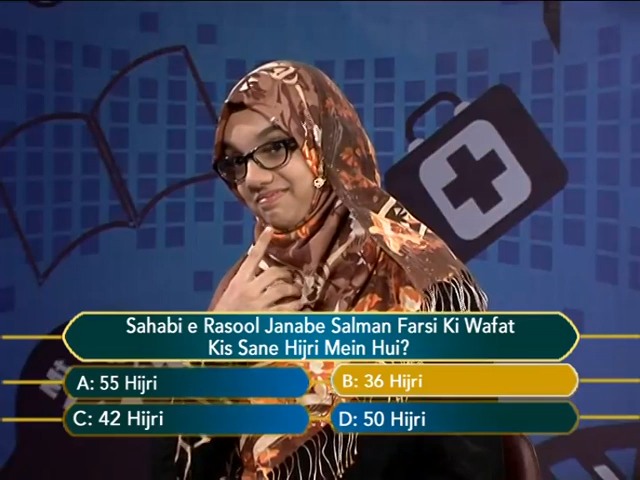 Sahabi e Rasool Janabe Salman Farsi Ki Wafat
Kis Sane Hijri Mein Hui?
A: 55 Hijri
B: 36 Hijri
C: 42 Hijri
D: 50 Hijri